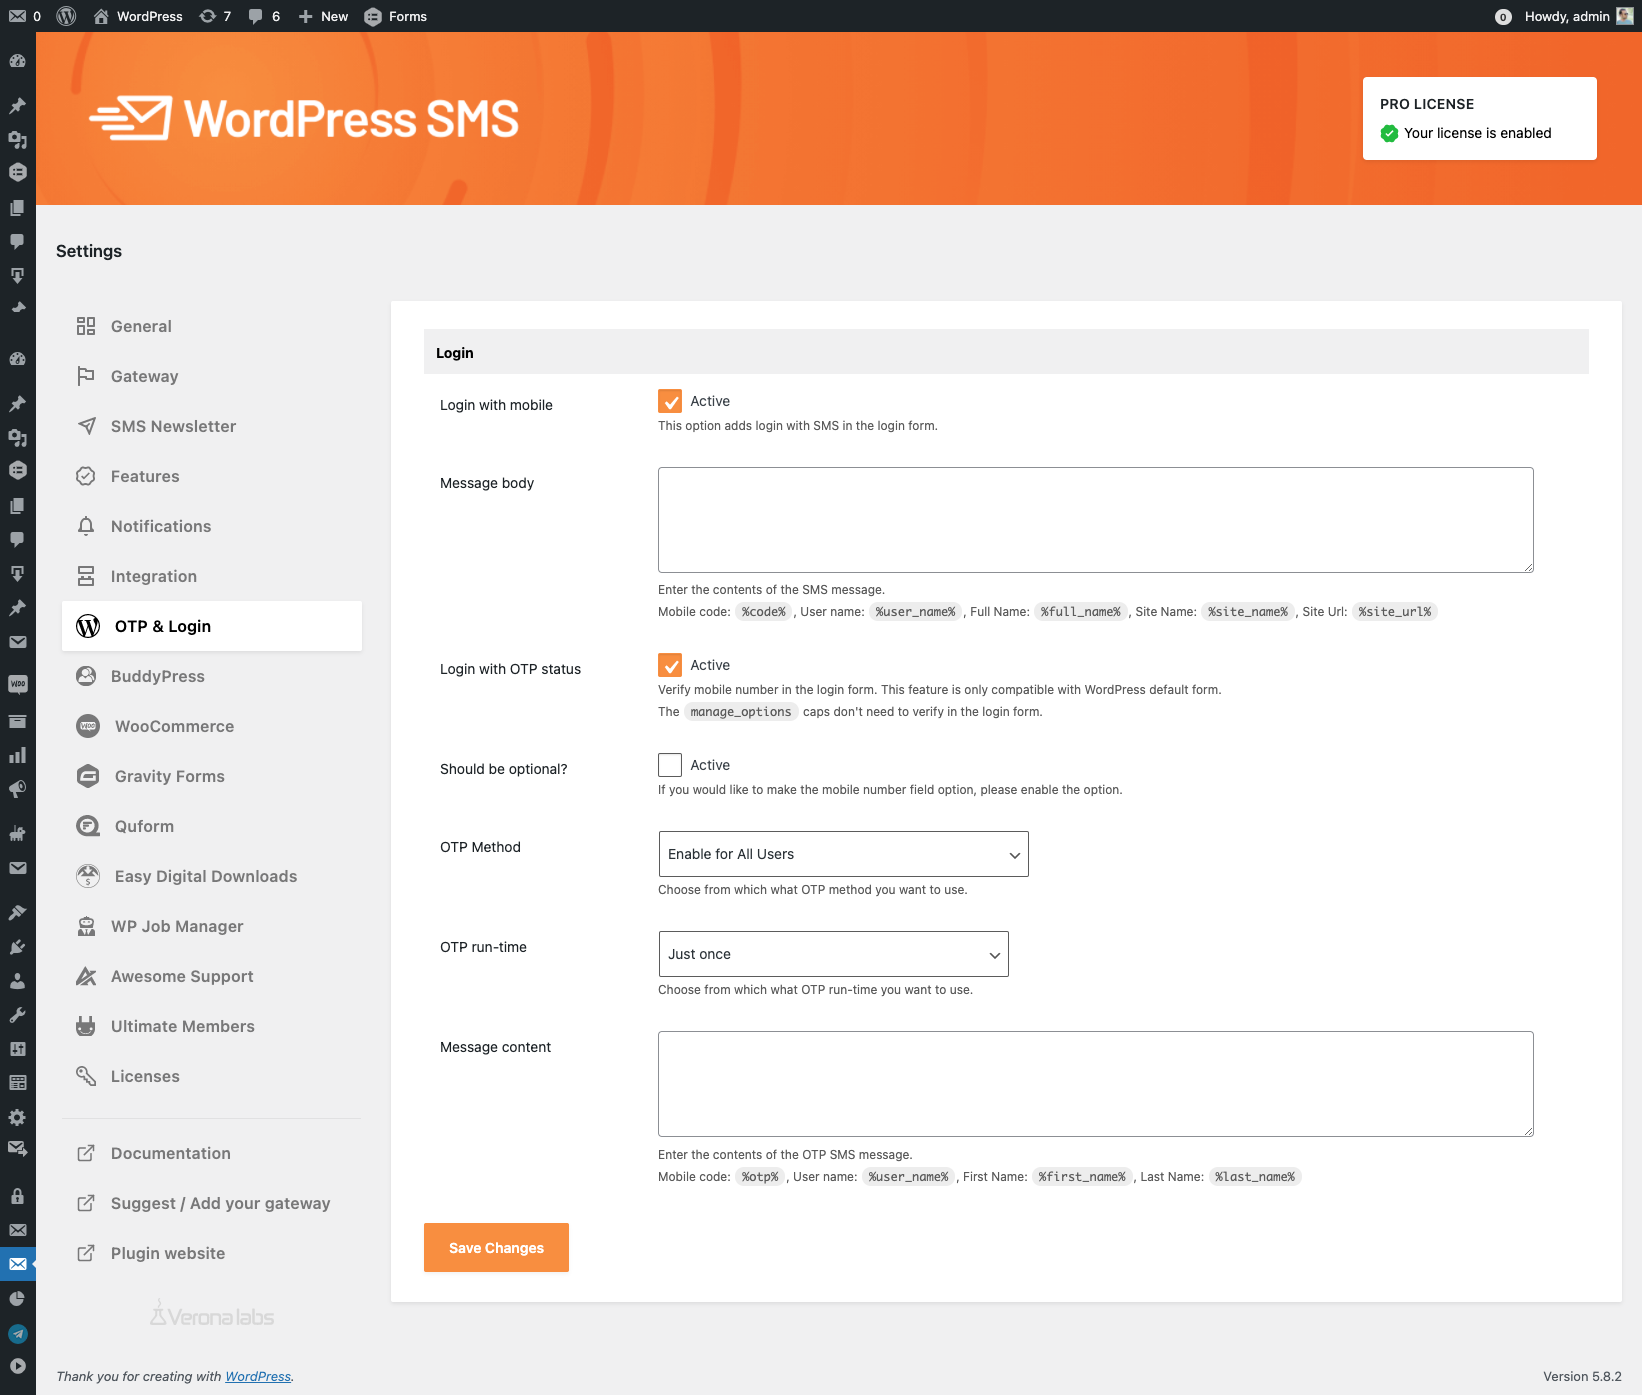 0 WordPress 7 6 New Forms 0 Howdy, admin
WordPress SMS
PRO LICENSE
Your license is enabled
Settings
General
Gateway
SMS Newsletter
Features
Notifications
Integration
OTP & Login
BuddyPress
WooCommerce
Gravity Forms
Quform
Easy Digital Downloads
WP Job Manager
Awesome Support
Ultimate Members
Licenses
Documentation
Suggest / Add your gateway
Plugin website
Verona labs
Login
Login with mobile
Active
This option adds login with SMS in the login form.
Message body
Enter the contents of the SMS message.
Mobile code: %code% , User name: %user_name% , Full Name: %full_name% , Site Name: %site_name% , Site Url: %site_url%
Login with OTP status
Active
Verify mobile number in the login form. This feature is only compatible with WordPress default form.
The manage_options caps don't need to verify in the login form.
Should be optional?
Active
If you would like to make the mobile number field option, please enable the option.
OTP Method
Enable for All Users
Choose from which what OTP method you want to use.
OTP run-time
Just once
Choose from which what OTP run-time you want to use.
Message content
Enter the contents of the OTP SMS message.
Mobile code: %otp% , User name: %user_name% , First Name: %first_name% , Last Name: %last_name%
Save Changes
Thank you for creating with WordPress.
Version 5.8.2